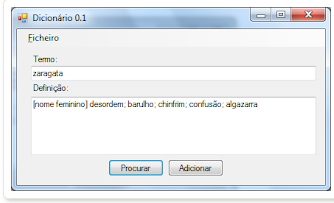 Dicionário 0.1
Ficheiro
Termo:
zaragata
Definição:
[nome feminino] desordem; barulho; chinfrim; confusão; algazarra
Procurar Adicionar